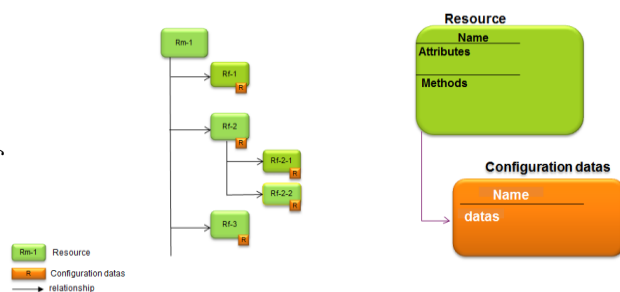 Rm-1
Rf-1
R
Rf-2
R
Rf-2-1
R
Rf-2-2
R
Rf-3
R
Rm-1 Resource
R Configuration datas
relationship
Resource
Name
Attributes
Methods
Configuration datas
Name
datas